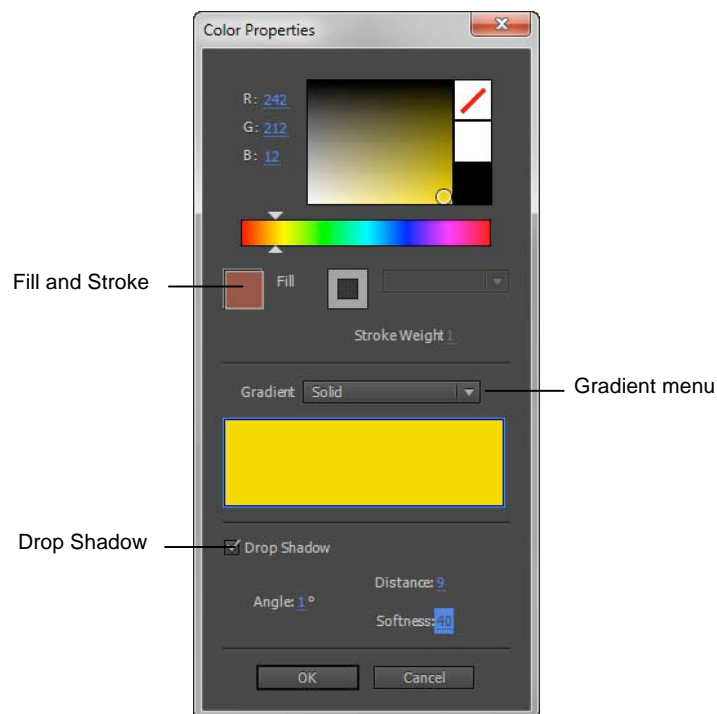 Color Properties
R: 242
G: 212
B: 12
Fill and Stroke
Fill
Stroke Weight 1
Gradient Solid
Gradient menu
Drop Shadow
Drop Shadow
Distance: 9
Angle: 1 °
Softness: 40
OK Cancel